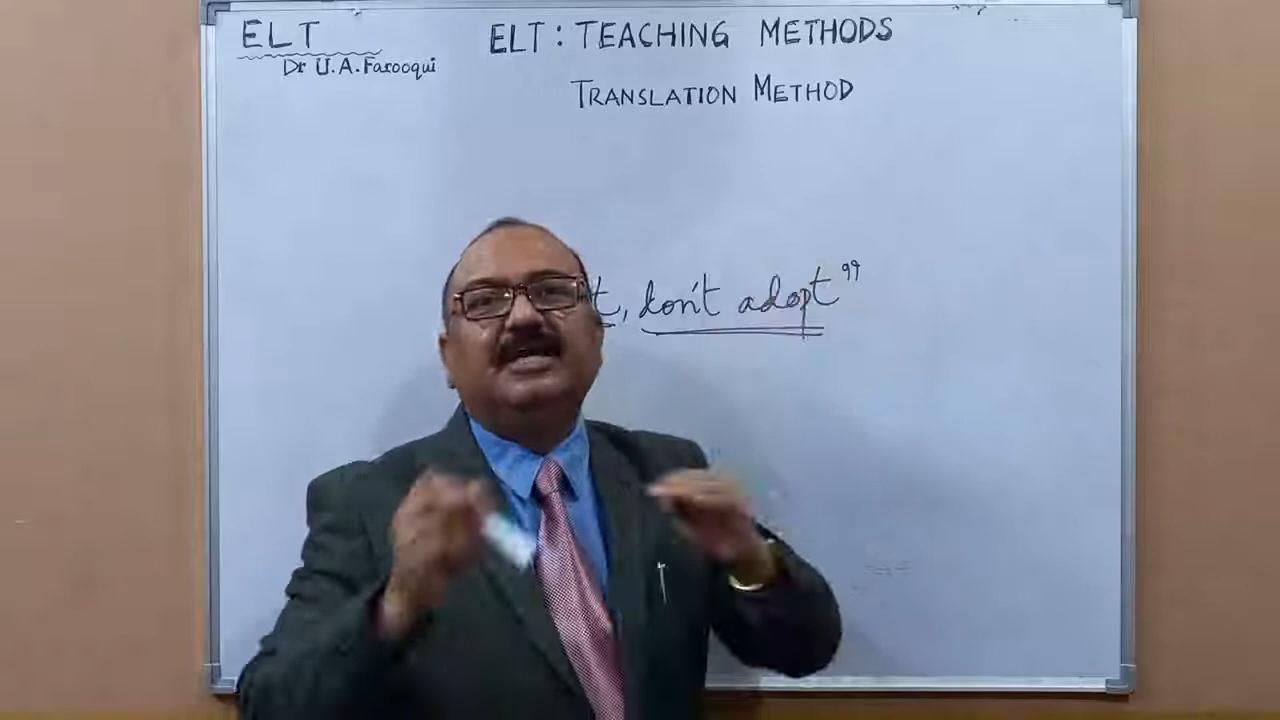 ELT
Dr U.A.Farooqui
ELT : TEACHING METHODS
TRANSLATION METHOD
t, don't adopt"